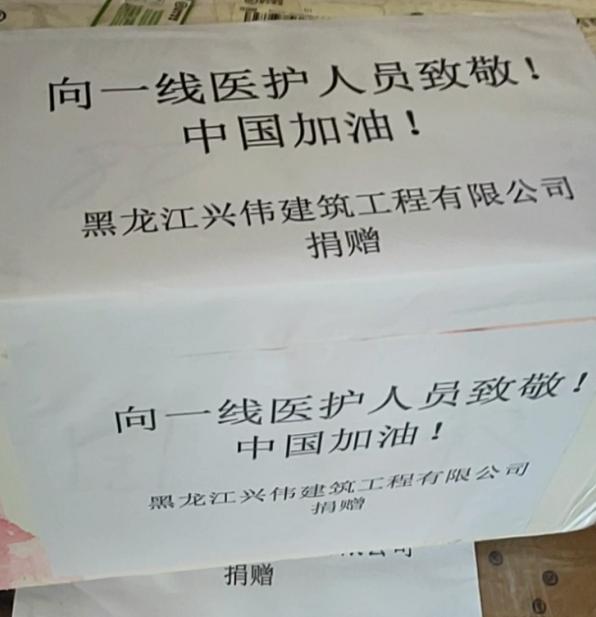 向一线医护人员致敬！
中国加油！
黑龙江兴伟建筑工程有限公司
捐赠
向一线医护人员致敬！
中国加油！
黑龙江兴伟建筑工程有限公司
捐赠
限公司
捐赠